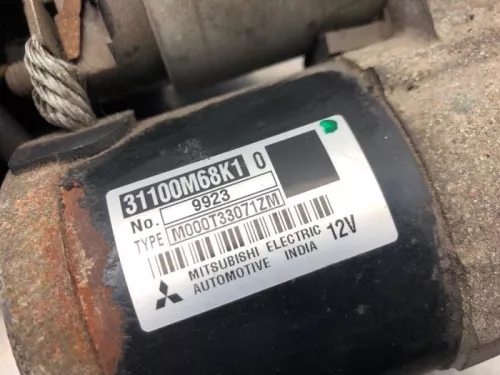 31100M68K1 0
No. 9923
TYPE M000T33071ZM
MITSUBISHI ELECTRIC 12V
AUTOMOTIVE INDIA